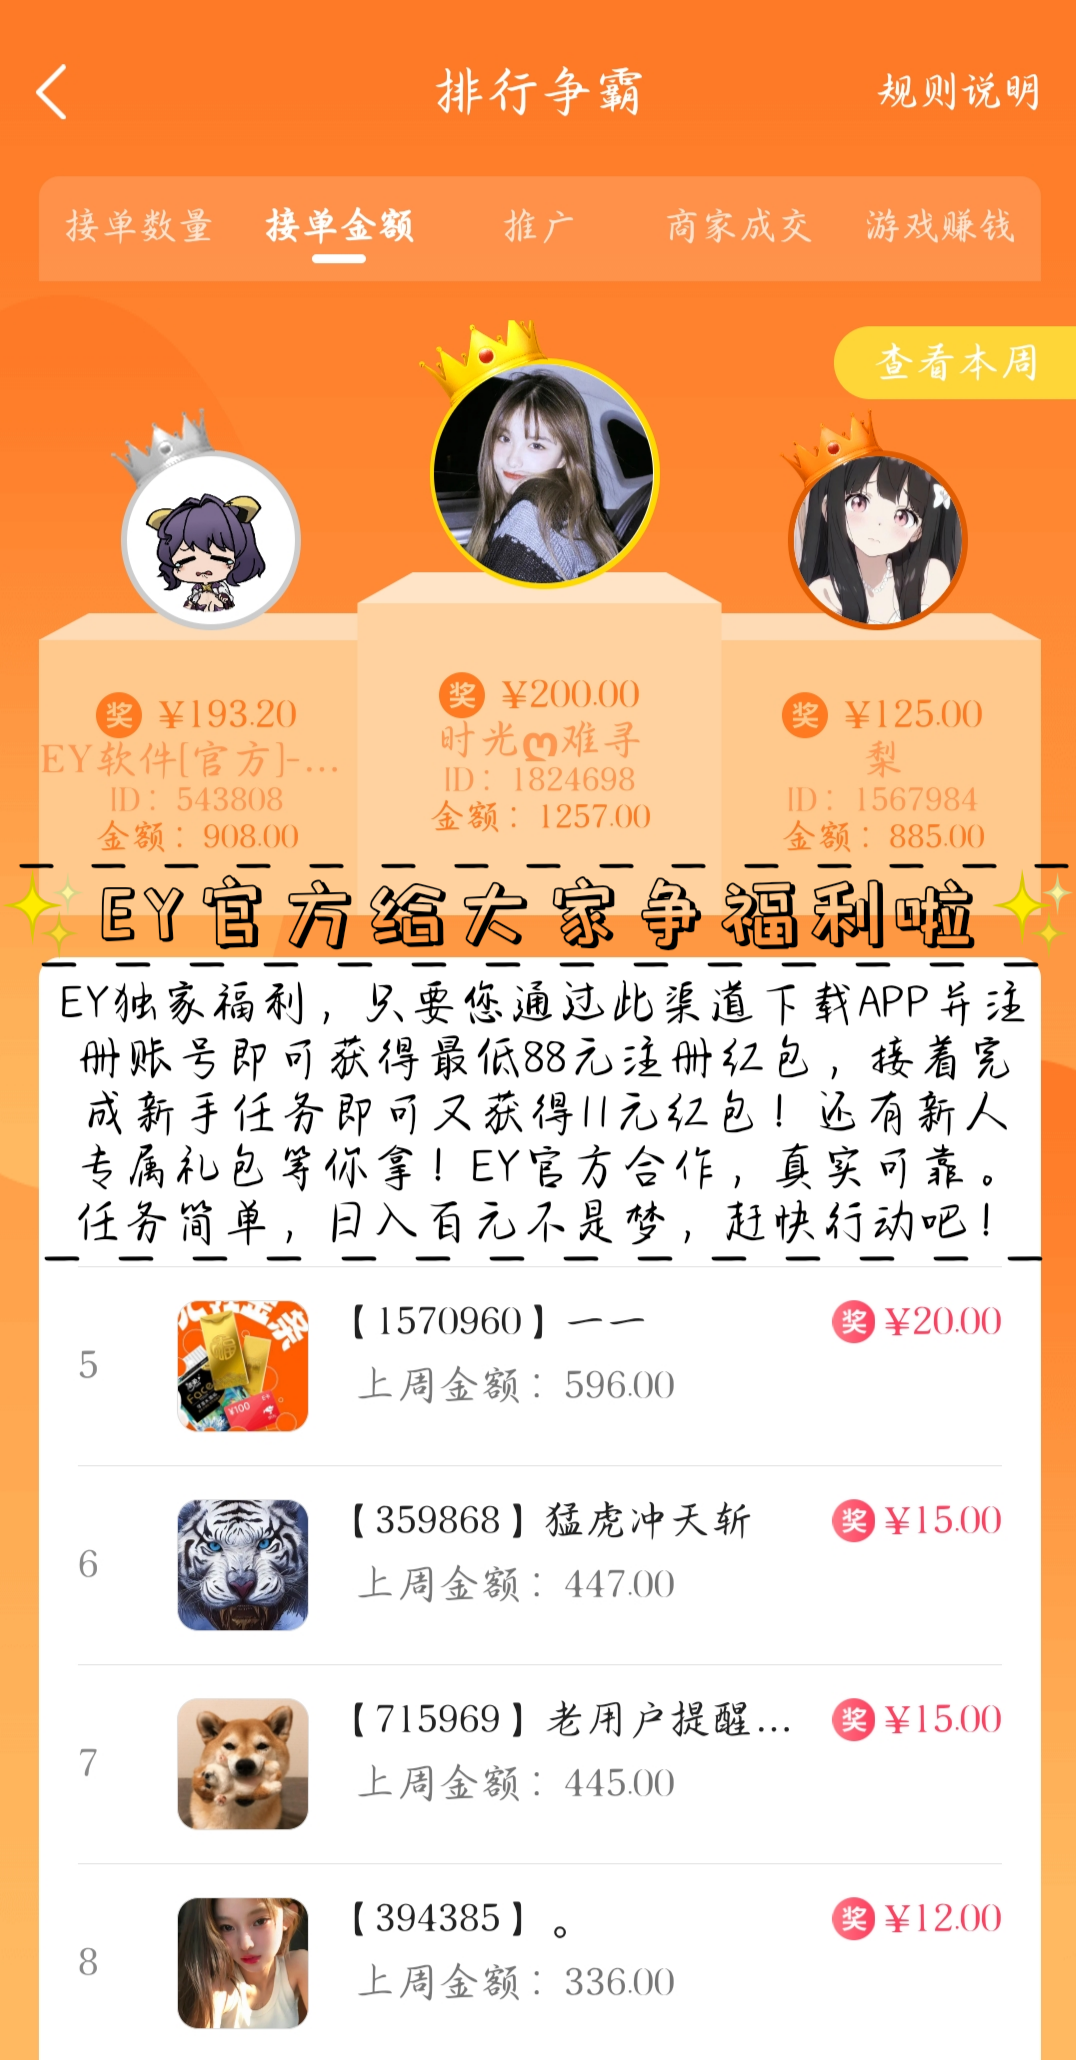 排行争霸
规则说明
接单数量 接单金额 推广 商家成交 游戏赚钱
查看本周
奖 ¥193.20
EY软件[官方]-...
ID：543808
金额：908.00
奖 ¥200.00
时光ღ难寻
ID：1824698
金额：1257.00
奖 ¥125.00
梨
ID：1567984
金额：885.00
EY官方给大家争福利啦
EY独家福利，只要您通过此渠道下载APP并注
册账号即可获得最低88元注册红包，接着完
成新手任务即可又获得11元红包！还有新人
专属礼包等你拿！EY官方合作，真实可靠。
任务简单，日入百元不是梦，赶快行动吧！
5
福
Face
¥100
【1570960】一一
奖 ¥20.00
上周金额：596.00
6
【359868】猛虎冲天斩
奖 ¥15.00
上周金额：447.00
7
【715969】老用户提醒...
奖 ¥15.00
上周金额：445.00
8
【394385】。
奖 ¥12.00
上周金额：336.00